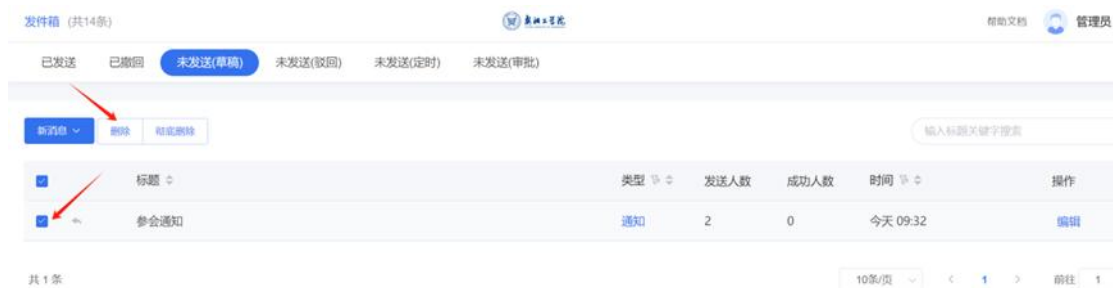 发件箱 (共14条) 帮助文档 管理员
已发送 已撤回 未发送(草稿) 未发送(驳回) 未发送(定时) 未发送(审批)
新消息 删除 彻底删除 输入标题关键字搜索
标题 类型 发送人数 成功人数 时间 操作
参会通知 通知 2 0 今天 09:32 编辑
共 1 条 10条/页 1 前往 1